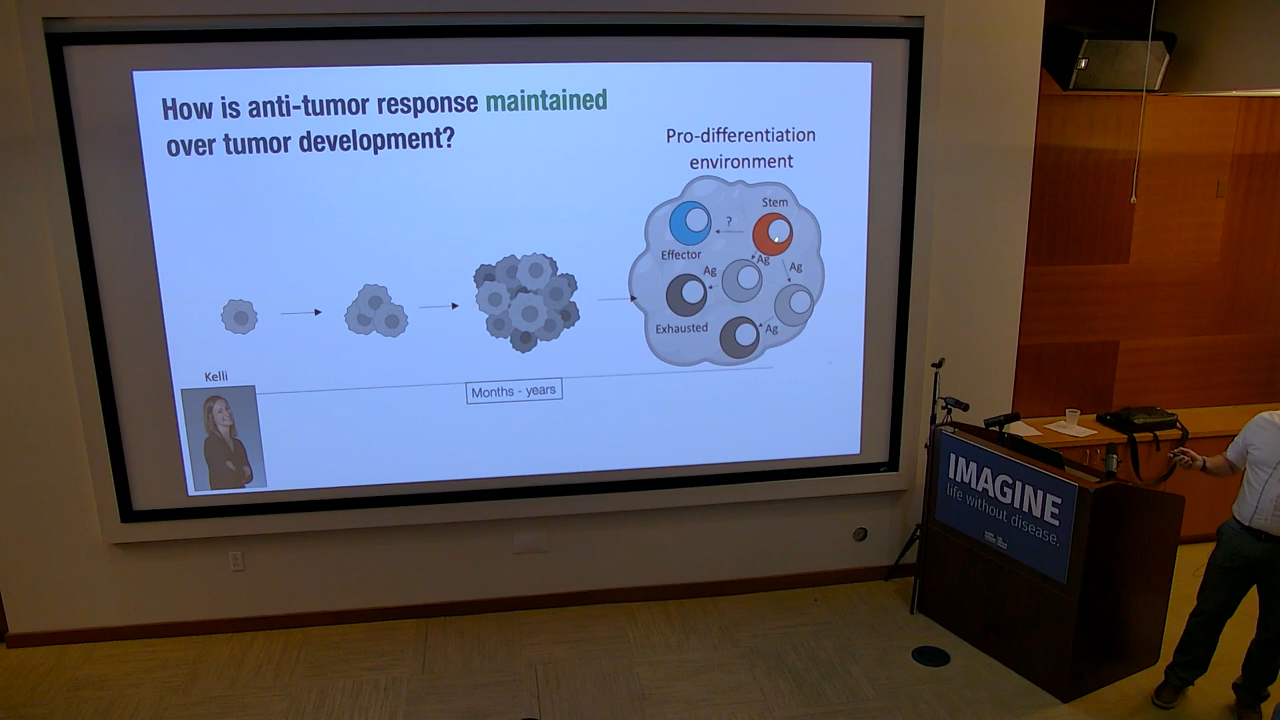 How is anti-tumor response maintained
over tumor development?
Pro-differentiation
environment
Stem
?
Effector
Ag
Ag
Ag
Exhausted
Ag
Kelli
Months - years
IMAGINE
life without disease.